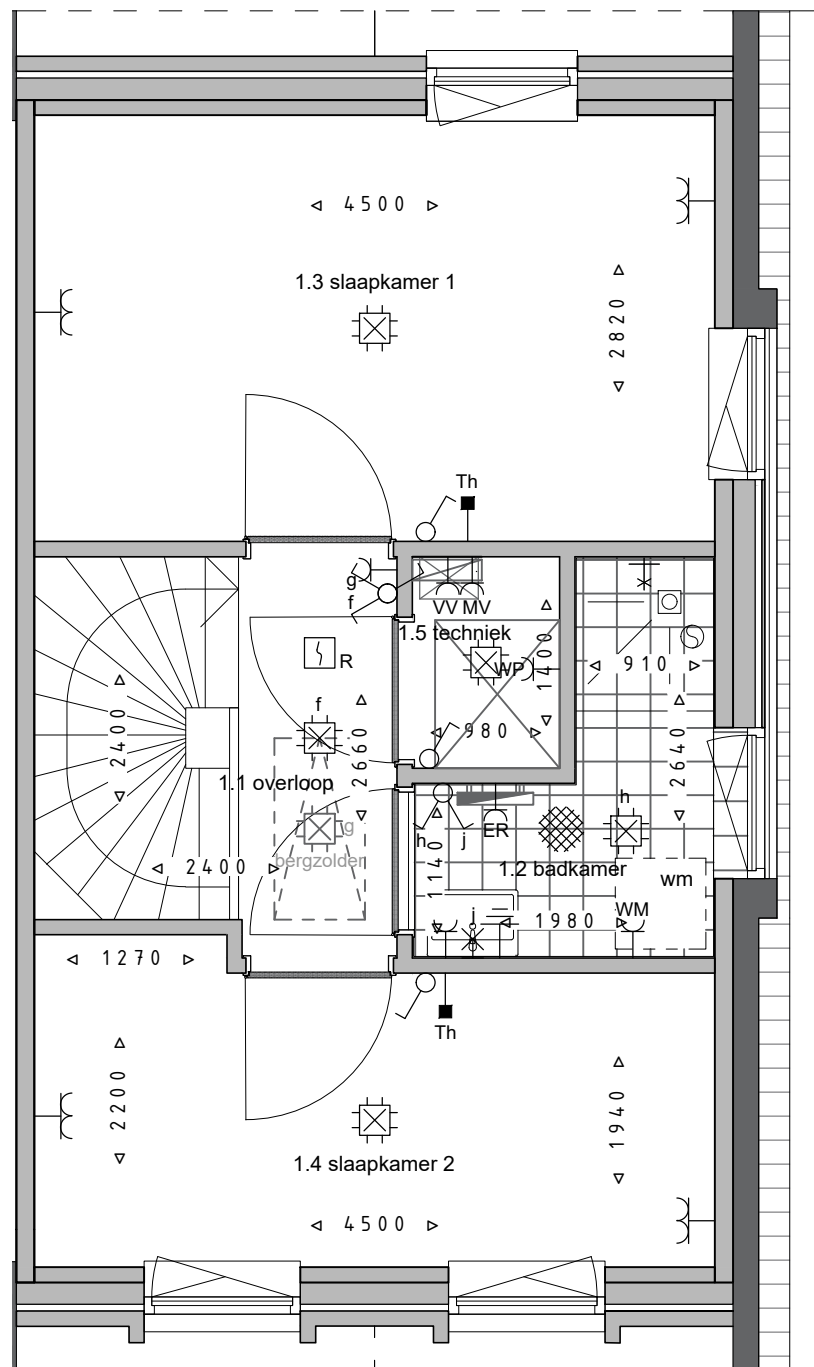 4500
1.3 slaapkamer 1
2820
Th
g
f
VV MV
1.5 techniek
R
WP
1400
910
f
980
2400
2660
2640
1.1 overloop
h
g
h
j
ER
bergzolder
1.2 badkamer
2400
1140
wm
j
1980
WM
1270
Th
2200
1940
1.4 slaapkamer 2
4500